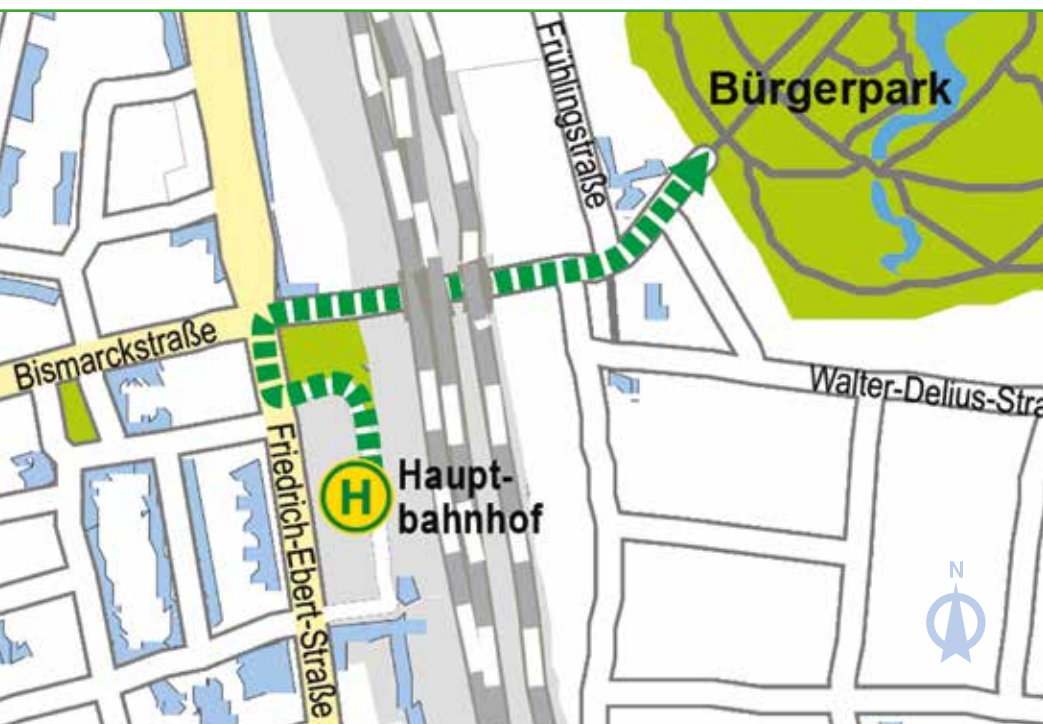 Frühlingstraße
Bürgerpark
Bismarckstraße
Walter-Delius-Stra
Friedrich-Ebert-Straße
H
Haupt-
bahnhof
N